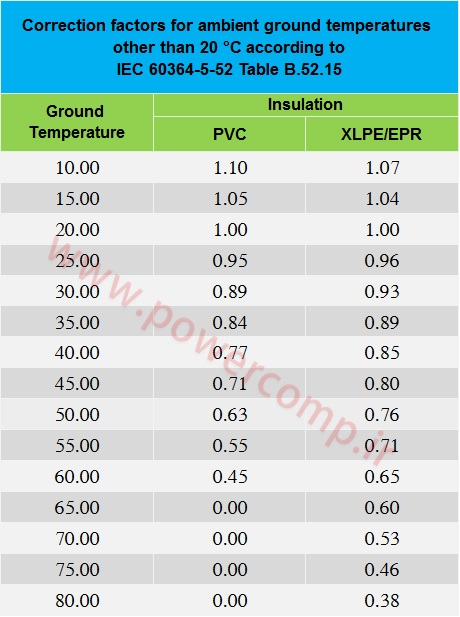 Correction factors for ambient ground temperatures
other than 20 °C according to
IEC 60364-5-52 Table B.52.15
Ground
Temperature
Insulation
PVC XLPE/EPR
10.00 1.10 1.07
15.00 1.05 1.04
20.00 1.00 1.00
25.00 0.95 0.96
30.00 0.89 0.93
35.00 0.84 0.89
40.00 0.77 0.85
45.00 0.71 0.80
50.00 0.63 0.76
55.00 0.55 0.71
60.00 0.45 0.65
65.00 0.00 0.60
70.00 0.00 0.53
75.00 0.00 0.46
80.00 0.00 0.38
www.powercomp.ir